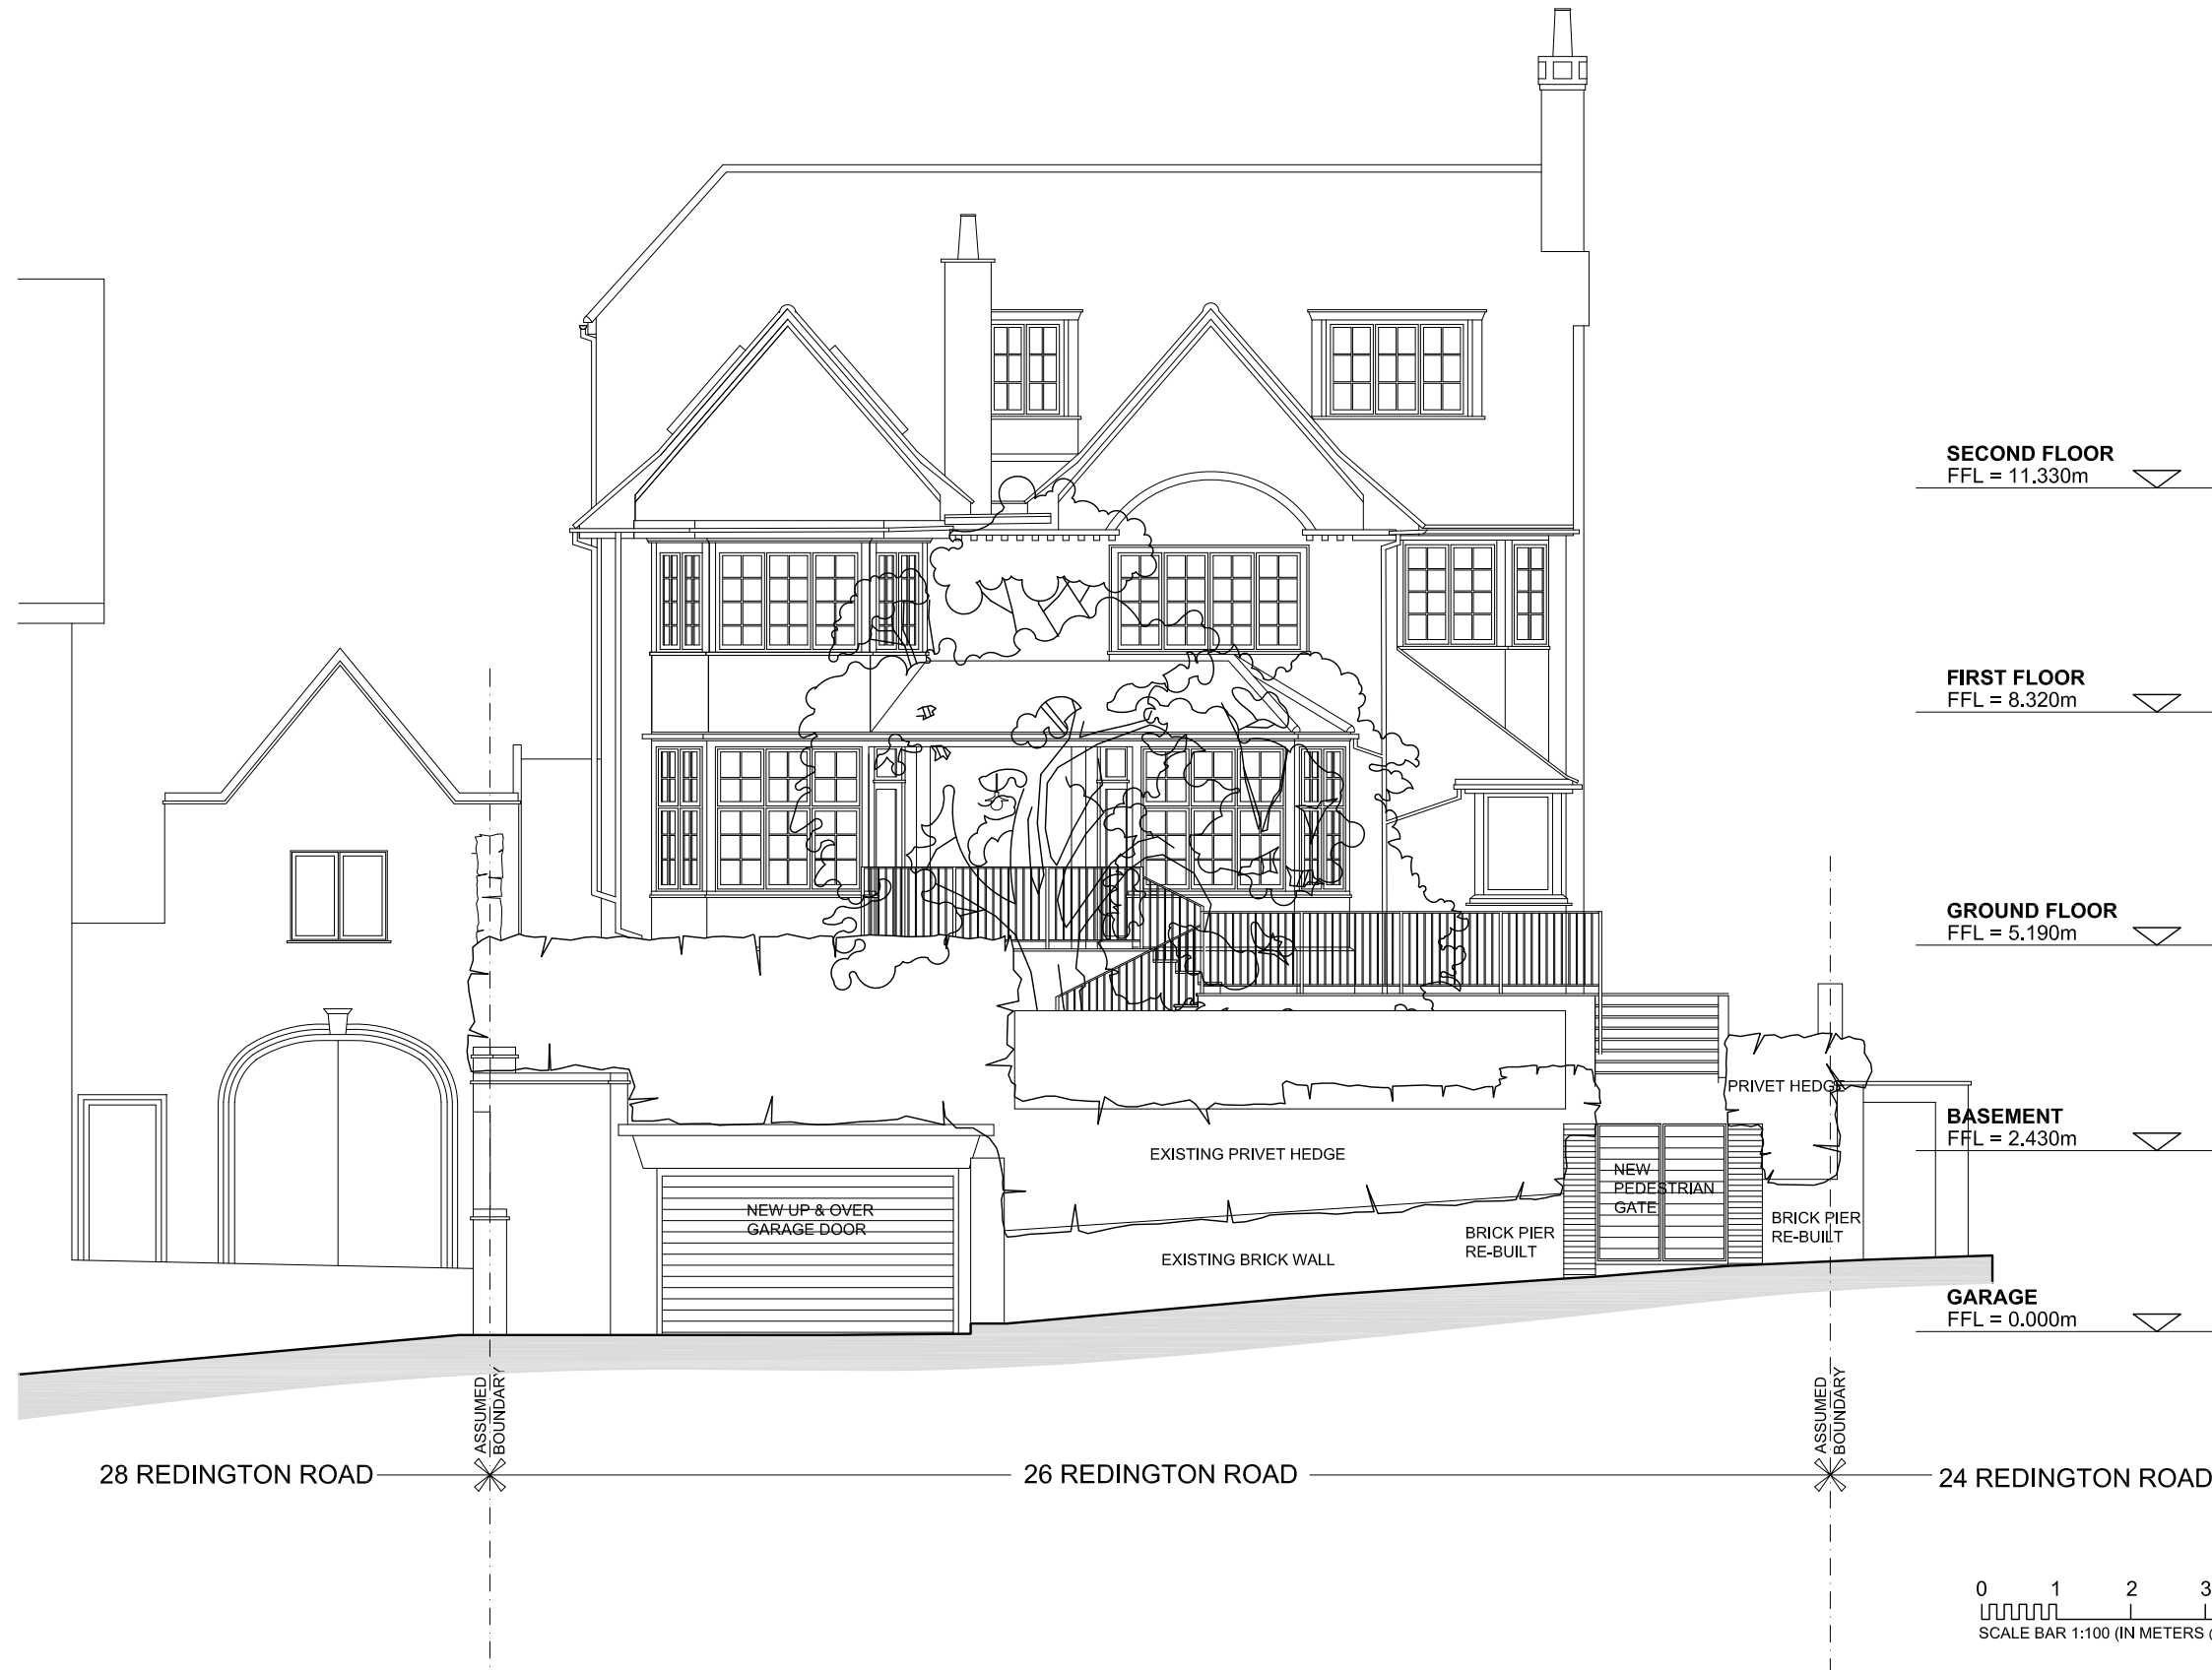 SECOND FLOOR
FFL = 11.330m
FIRST FLOOR
FFL = 8.320m
GROUND FLOOR
FFL = 5.190m
PRIVET HEDGE
BASEMENT
FFL = 2.430m
EXISTING PRIVET HEDGE
NEW
PEDESTRIAN
GATE
NEW UP & OVER
GARAGE DOOR
BRICK PIER
RE-BUILT
BRICK PIER
RE-BUILT
EXISTING BRICK WALL
GARAGE
FFL = 0.000m
ASSUMED
BOUNDARY
ASSUMED
BOUNDARY
28 REDINGTON ROAD
26 REDINGTON ROAD
24 REDINGTON ROAD
0 1 2 3
SCALE BAR 1:100 (IN METERS (